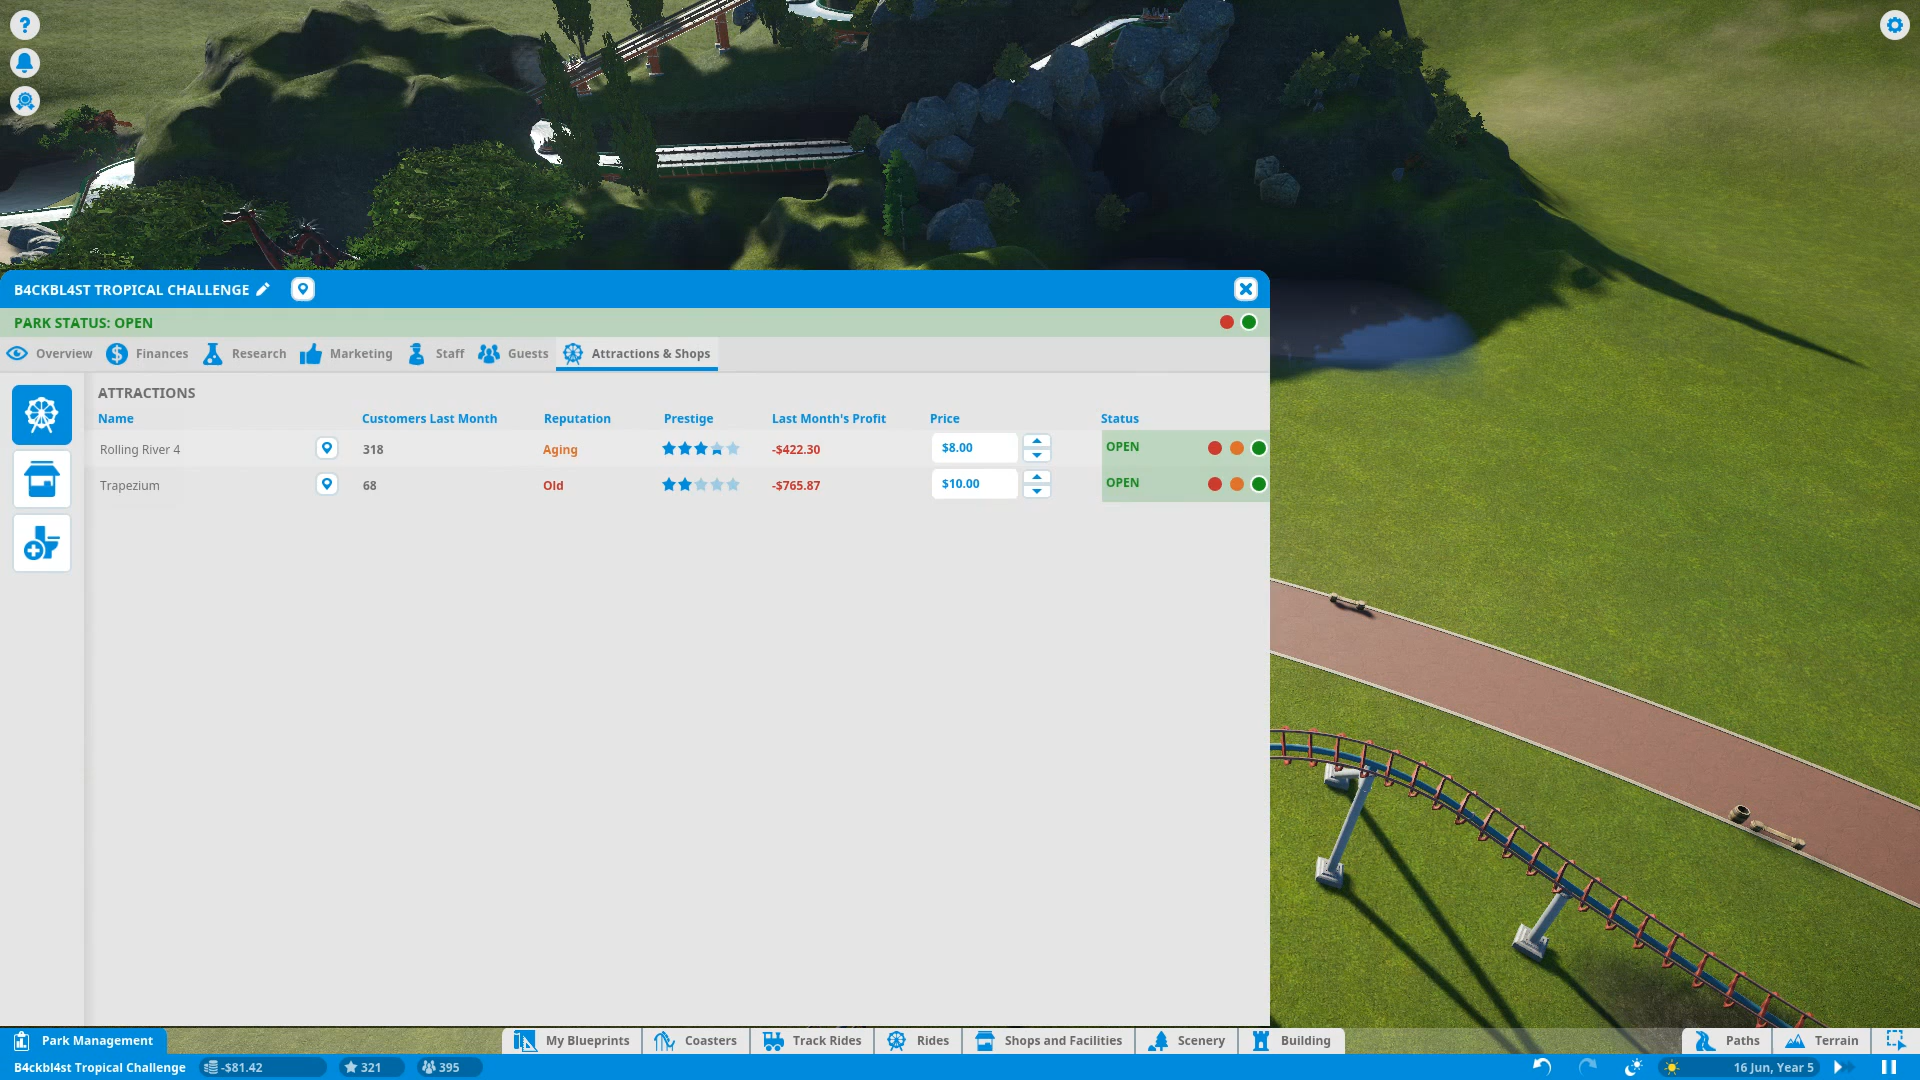 B4CKBL4ST TROPICAL CHALLENGE
PARK STATUS: OPEN
Overview Finances Research Marketing Staff Guests Attractions & Shops
ATTRACTIONS
Name Customers Last Month Reputation Prestige Last Month's Profit Price Status
Rolling River 4 318 Aging -$422.30 $8.00 OPEN
Trapezium 68 Old -$765.87 $10.00 OPEN
Park Management My Blueprints Coasters Track Rides Rides Shops and Facilities Scenery Building Paths Terrain
B4ckbl4st Tropical Challenge -$81.42 321 395 16 Jun, Year 5